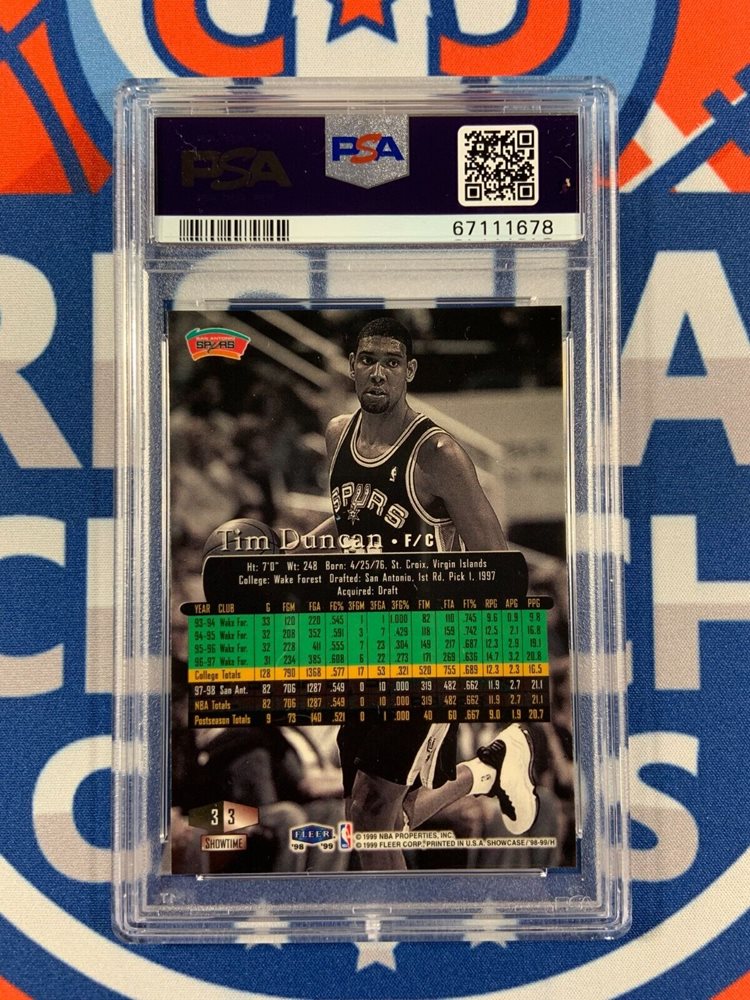 PSA
PSA
67111678
SAN ANTONIO
SPURS
SPURS
Tim Duncan • F/C
Ht: 7'0" Wt: 248 Born: 4/25/76, St. Croix, Virgin Islands
College: Wake Forest Drafted: San Antonio, 1st Rd. Pick 1, 1997
Acquired: Draft
YEAR CLUB G FGM FGA FG% 3FGM 3FGA 3FG% FTM FTA FT% RPG APG PPG
93-94 Wake For. 33 120 220 .545 1 1 1.000 82 110 .745 9.6 0.9 9.8
94-95 Wake For. 32 208 352 .591 3 7 .429 118 159 .742 12.5 2.1 16.8
95-96 Wake For. 32 228 411 .555 7 23 .304 149 217 .687 12.3 2.9 19.1
96-97 Wake For. 31 234 385 .608 6 22 .273 171 269 .636 14.7 3.2 20.8
College Totals 128 790 1368 .577 17 53 .321 520 755 .689 12.3 2.3 16.5
97-98 San Ant. 82 706 1287 .549 0 10 .000 319 482 .662 11.9 2.7 21.1
NBA Totals 82 706 1287 .549 0 10 .000 319 482 .662 11.9 2.7 21.1
Postseason Totals 9 73 140 .521 0 1 .000 40 60 .667 9.0 1.9 20.7
3 3
SHOWTIME
FLEER
'98 '99
NBA
© 1999 NBA PROPERTIES, INC.
© 1999 FLEER CORP., PRINTED IN U.S.A. SHOWCASE/'98-99/H